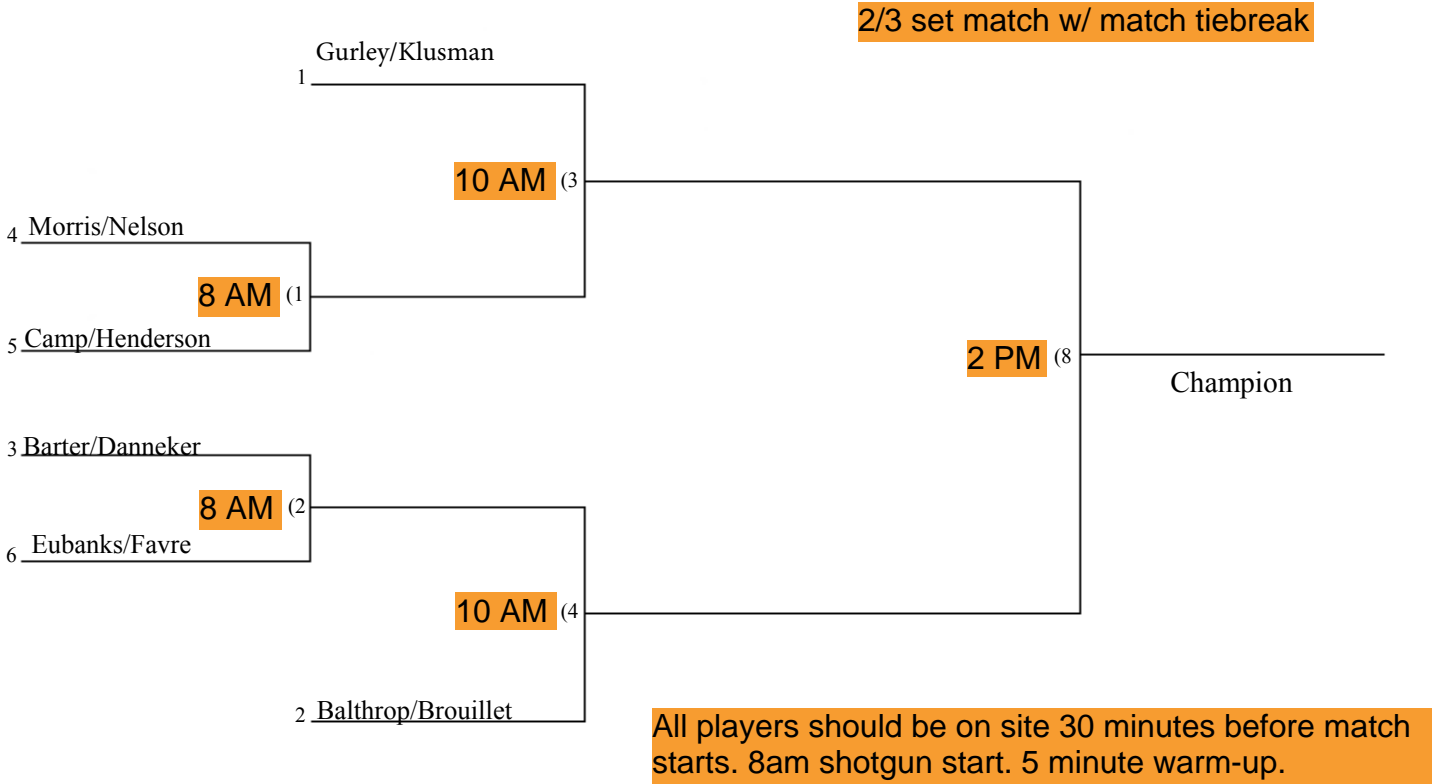 2/3 set match w/ match tiebreak
Gurley/Klusman
1
10 AM (3
4 Morris/Nelson
8 AM (1
5 Camp/Henderson
2 PM (8
Champion
3 Barter/Danneker
8 AM (2
6 Eubanks/Favre
10 AM (4
2 Balthrop/Brouillet
All players should be on site 30 minutes before match
starts. 8am shotgun start. 5 minute warm-up.